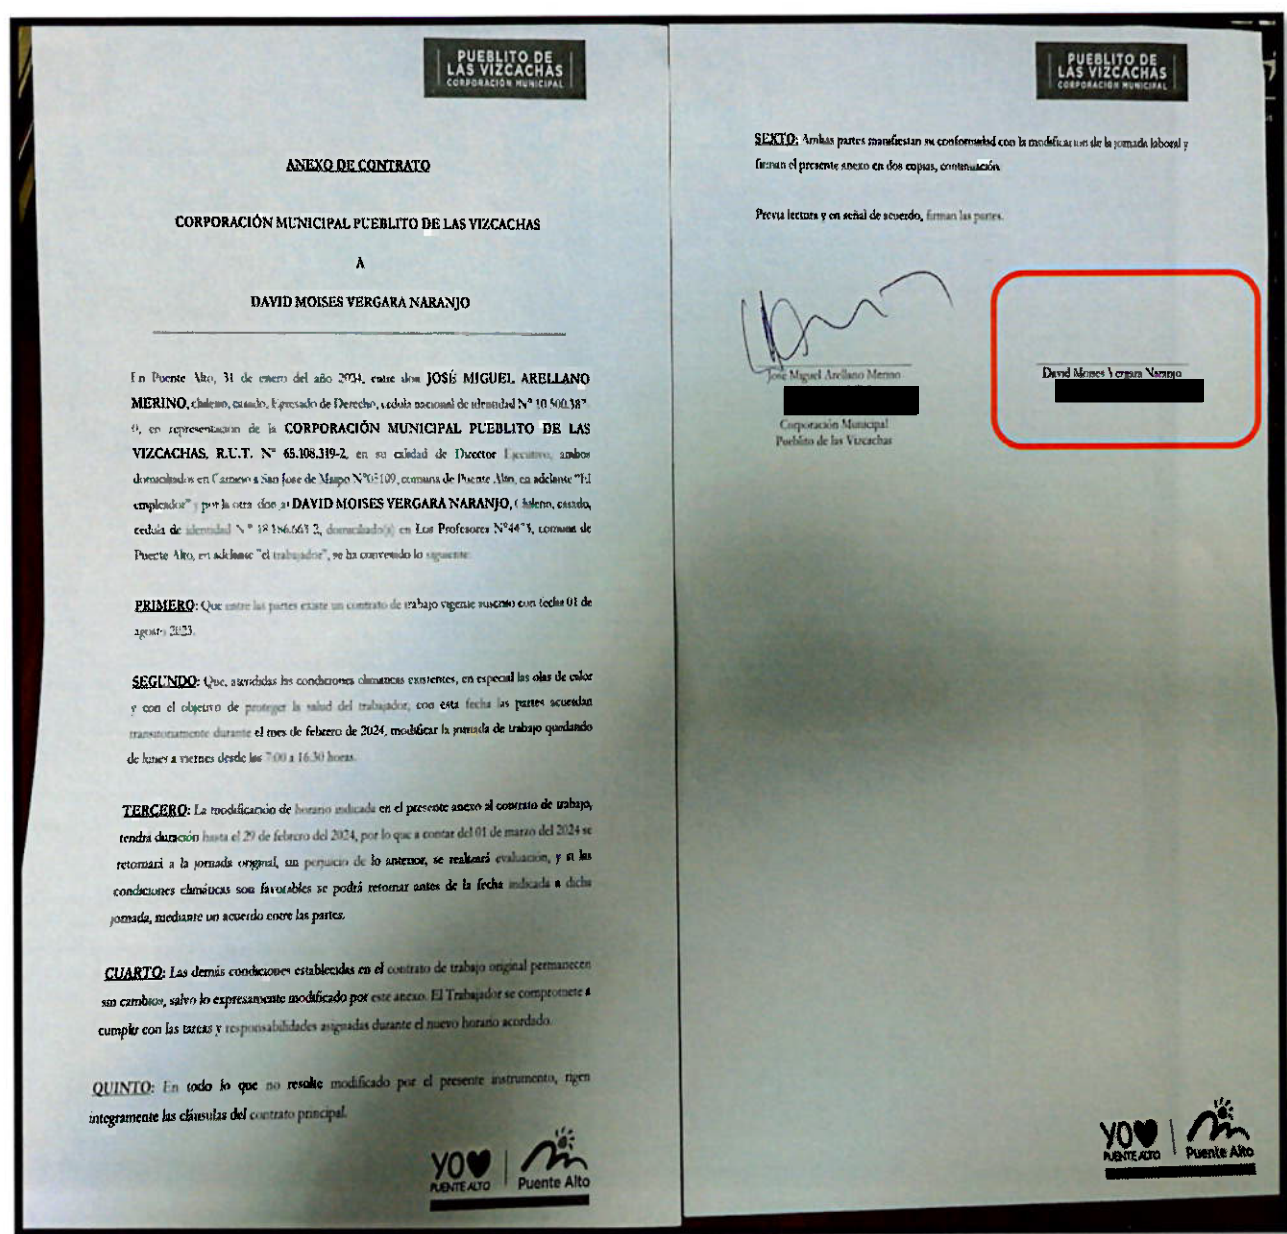 PUEBLITO DE
LAS VIZCACHAS
CORPORACIÓN MUNICIPAL
ANEXO DE CONTRATO
CORPORACIÓN MUNICIPAL PUEBLITO DE LAS VIZCACHAS
A
DAVID MOISES VERGARA NARANJO
En Puente Alto, 31 de enero del año 2024, entre don JOSÉ MIGUEL ARELLANO
MERINO, chileno, casado, Egresado de Derecho, cedula nacional de identidad N°
en representación de la CORPORACIÓN MUNICIPAL PUEBLITO DE LAS
VIZCACHAS, R.U.T. N° 65.108.319-2, en su calidad de Director Ejecutivo, ambos
domiciliados en Camino a San Jose de Maipo N°03109, comuna de Puente Alto, en adelante "El
empleador" y por la otra don DAVID MOISES VERGARA NARANJO, Chileno, casado,
cedula de identidad N° domiciliado(s) en Los Profesores comuna de
Puente Alto, en adelante "el trabajador", se ha convenido lo siguiente:
PRIMERO: Que entre las partes existe un contrato de trabajo vigente suscrito con fecha 01 de
agosto 2023.
SEGUNDO: Que, atendidas las condiciones climáticas existentes, en especial las olas de calor
y con el objetivo de proteger la salud del trabajador, con esta fecha las partes acuerdan
transitoriamente durante el mes de febrero de 2024, modificar la jornada de trabajo quedando
de lunes a viernes desde las 7:00 a 16:30 horas.
TERCERO: La modificación de horario indicada en el presente anexo al contrato de trabajo,
tendrá duración hasta el 29 de febrero del 2024, por lo que a contar del 01 de marzo del 2024 se
retomará a la jornada original, sin perjuicio de lo anterior, se realizará evaluación, y si las
condiciones climáticas son favorables se podrá retomar antes de la fecha indicada a dicha
jornada, mediante un acuerdo entre las partes.
CUARTO: Las demás condiciones establecidas en el contrato de trabajo original permanecen
sin cambios, salvo lo expresamente modificado por este anexo. El Trabajador se compromete a
cumplir con las tareas y responsabilidades asignadas durante el nuevo horario acordado.
QUINTO: En todo lo que no resulte modificado por el presente instrumento, rigen
íntegramente las cláusulas del contrato principal.
YO
PUENTE ALTO
Puente Alto
PUEBLITO DE
LAS VIZCACHAS
CORPORACIÓN MUNICIPAL
SEXTO: Ambas partes manifiestan su conformidad con la modificación de la jornada laboral y
firman el presente anexo en dos copias, continuación.
Previa lectura y en señal de acuerdo, firman las partes.
José Miguel Arellano Merino
Corporación Municipal
Pueblito de las Vizcachas
David Moises Vergara Naranjo
YO
PUENTE ALTO
Puente Alto